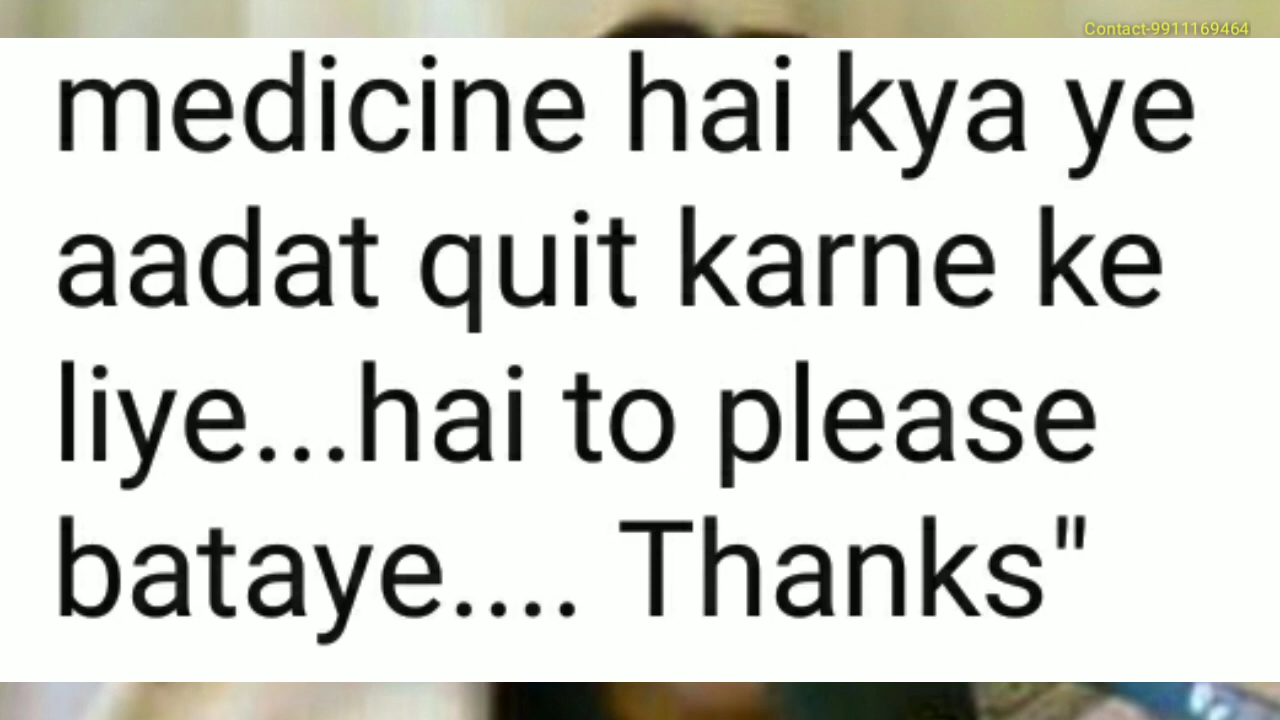 Contact-9911169464
medicine hai kya ye
aadat quit karne ke
liye...hai to please
bataye.... Thanks"